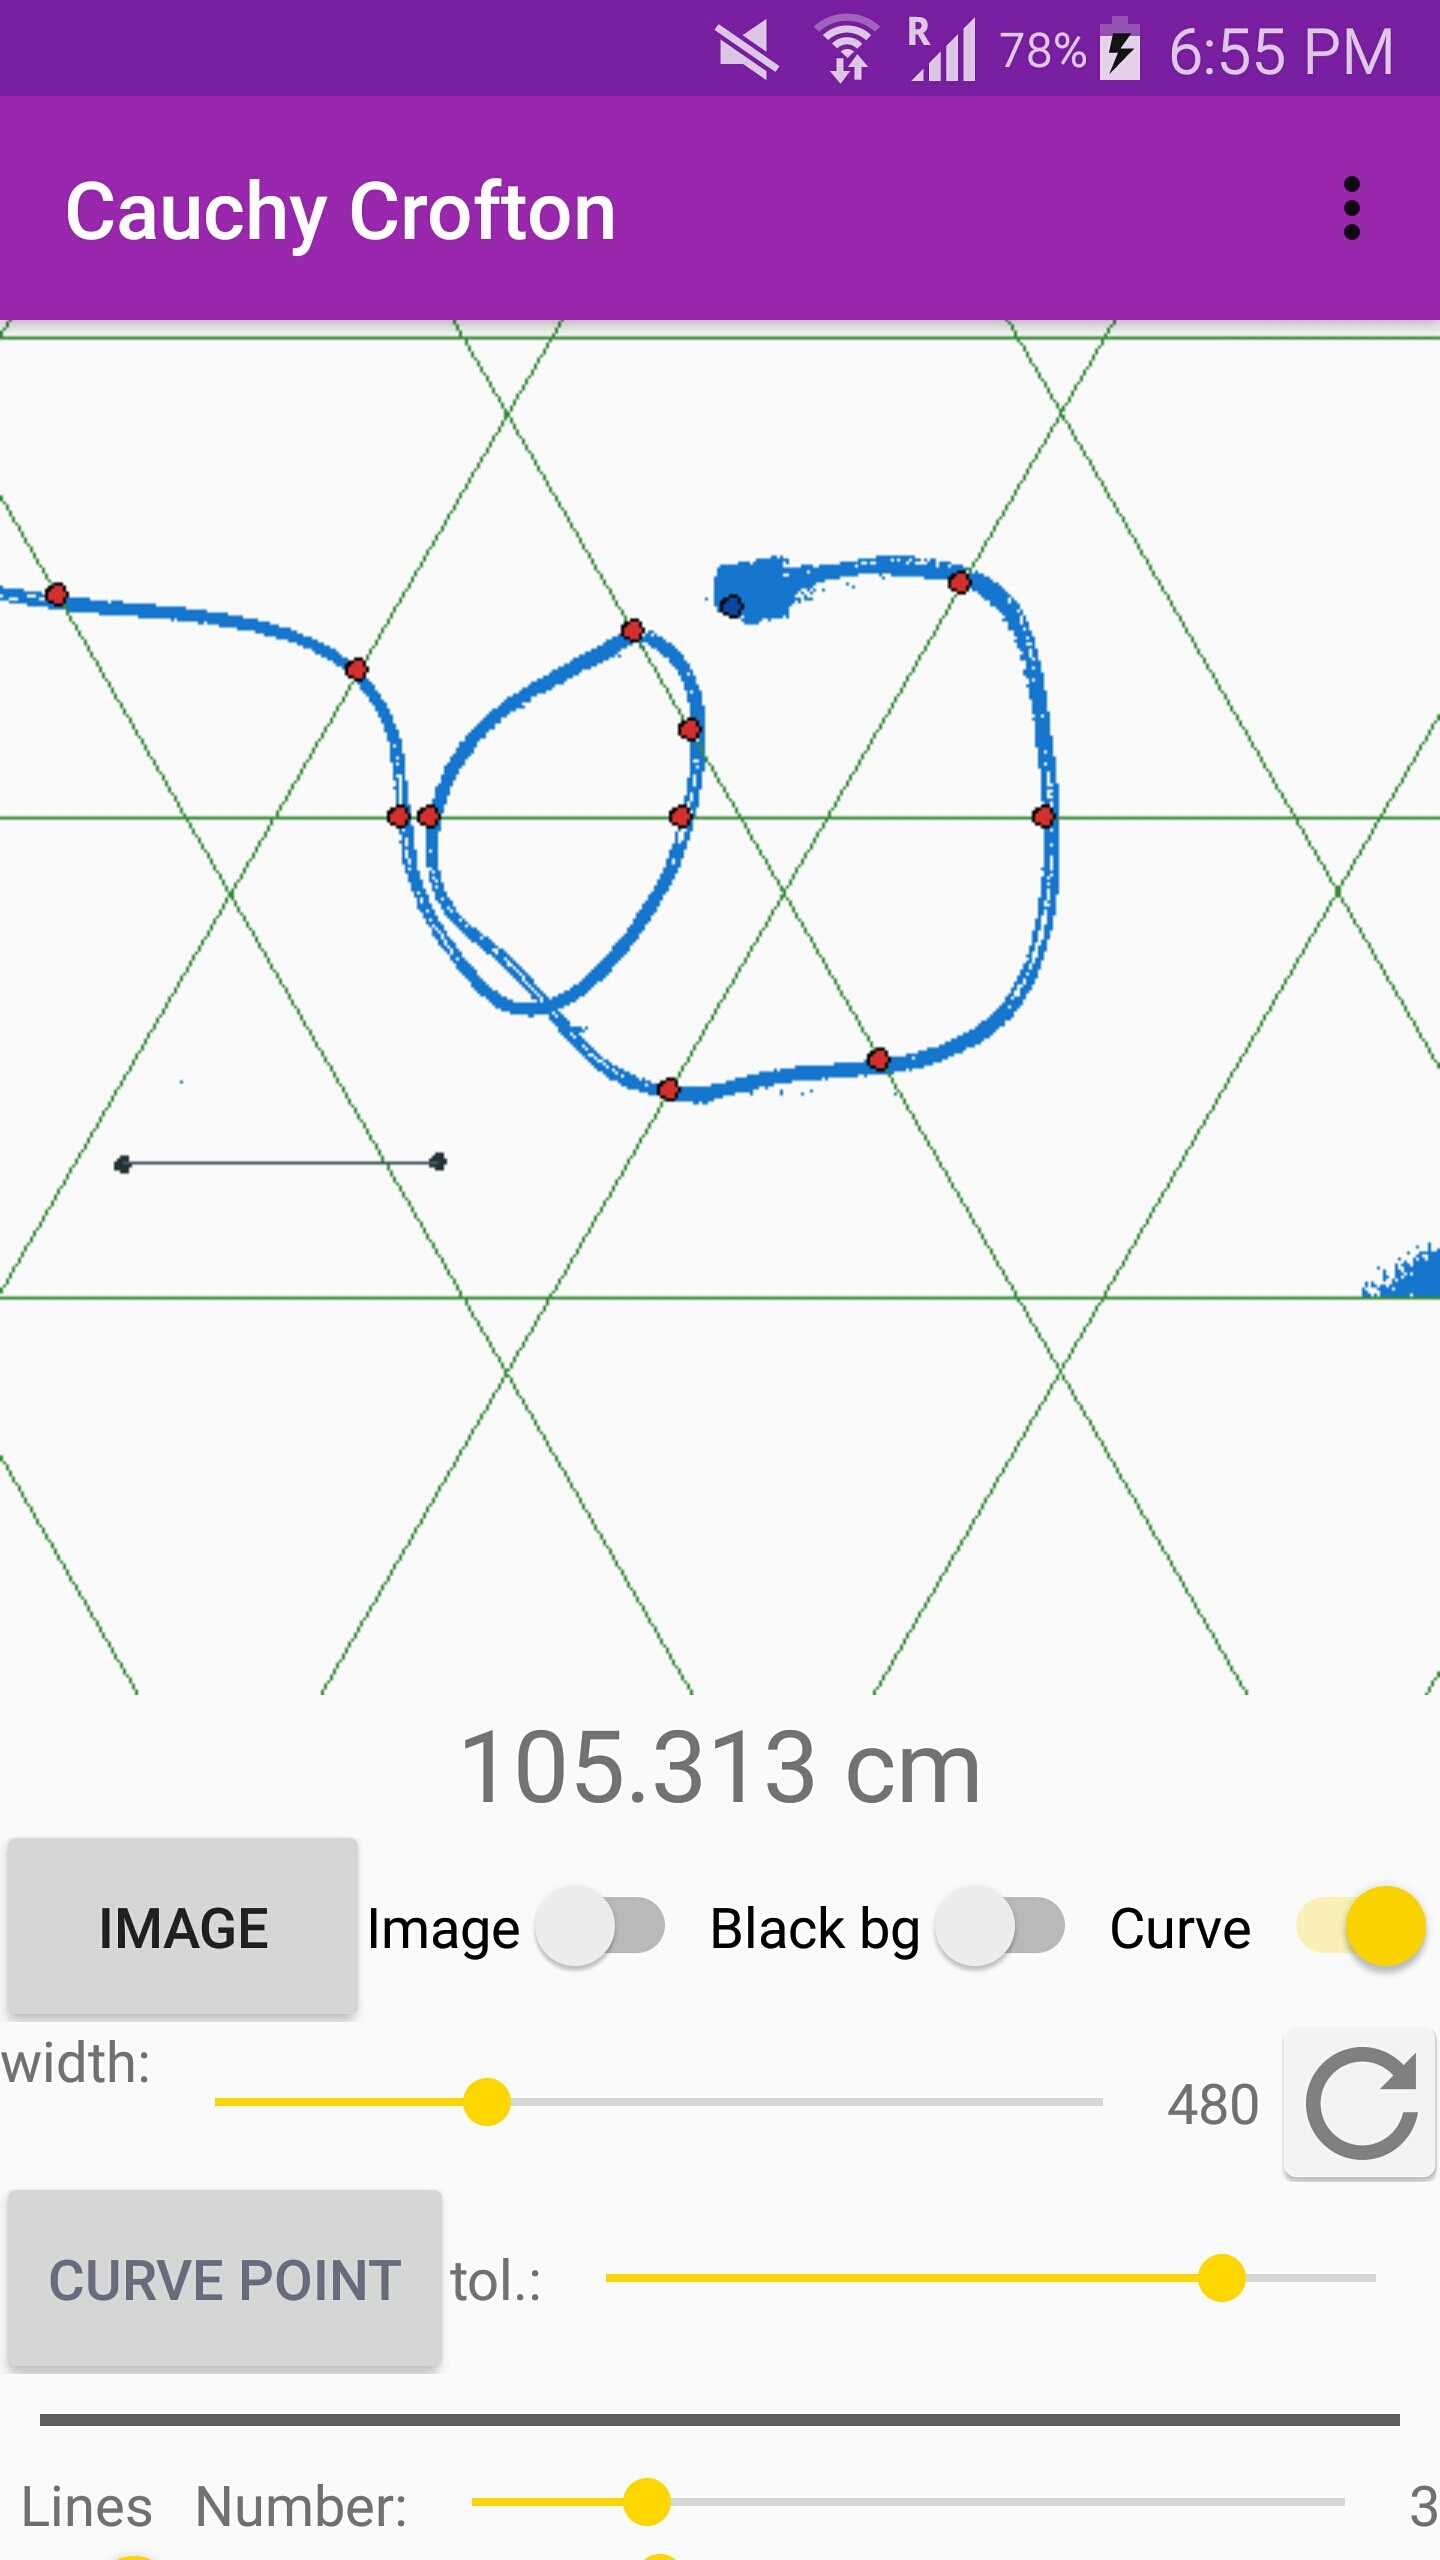 R 78% 6:55 PM
Cauchy Crofton
105.313 cm
IMAGE Image Black bg Curve
width: 480
CURVE POINT tol.:
Lines Number: 3